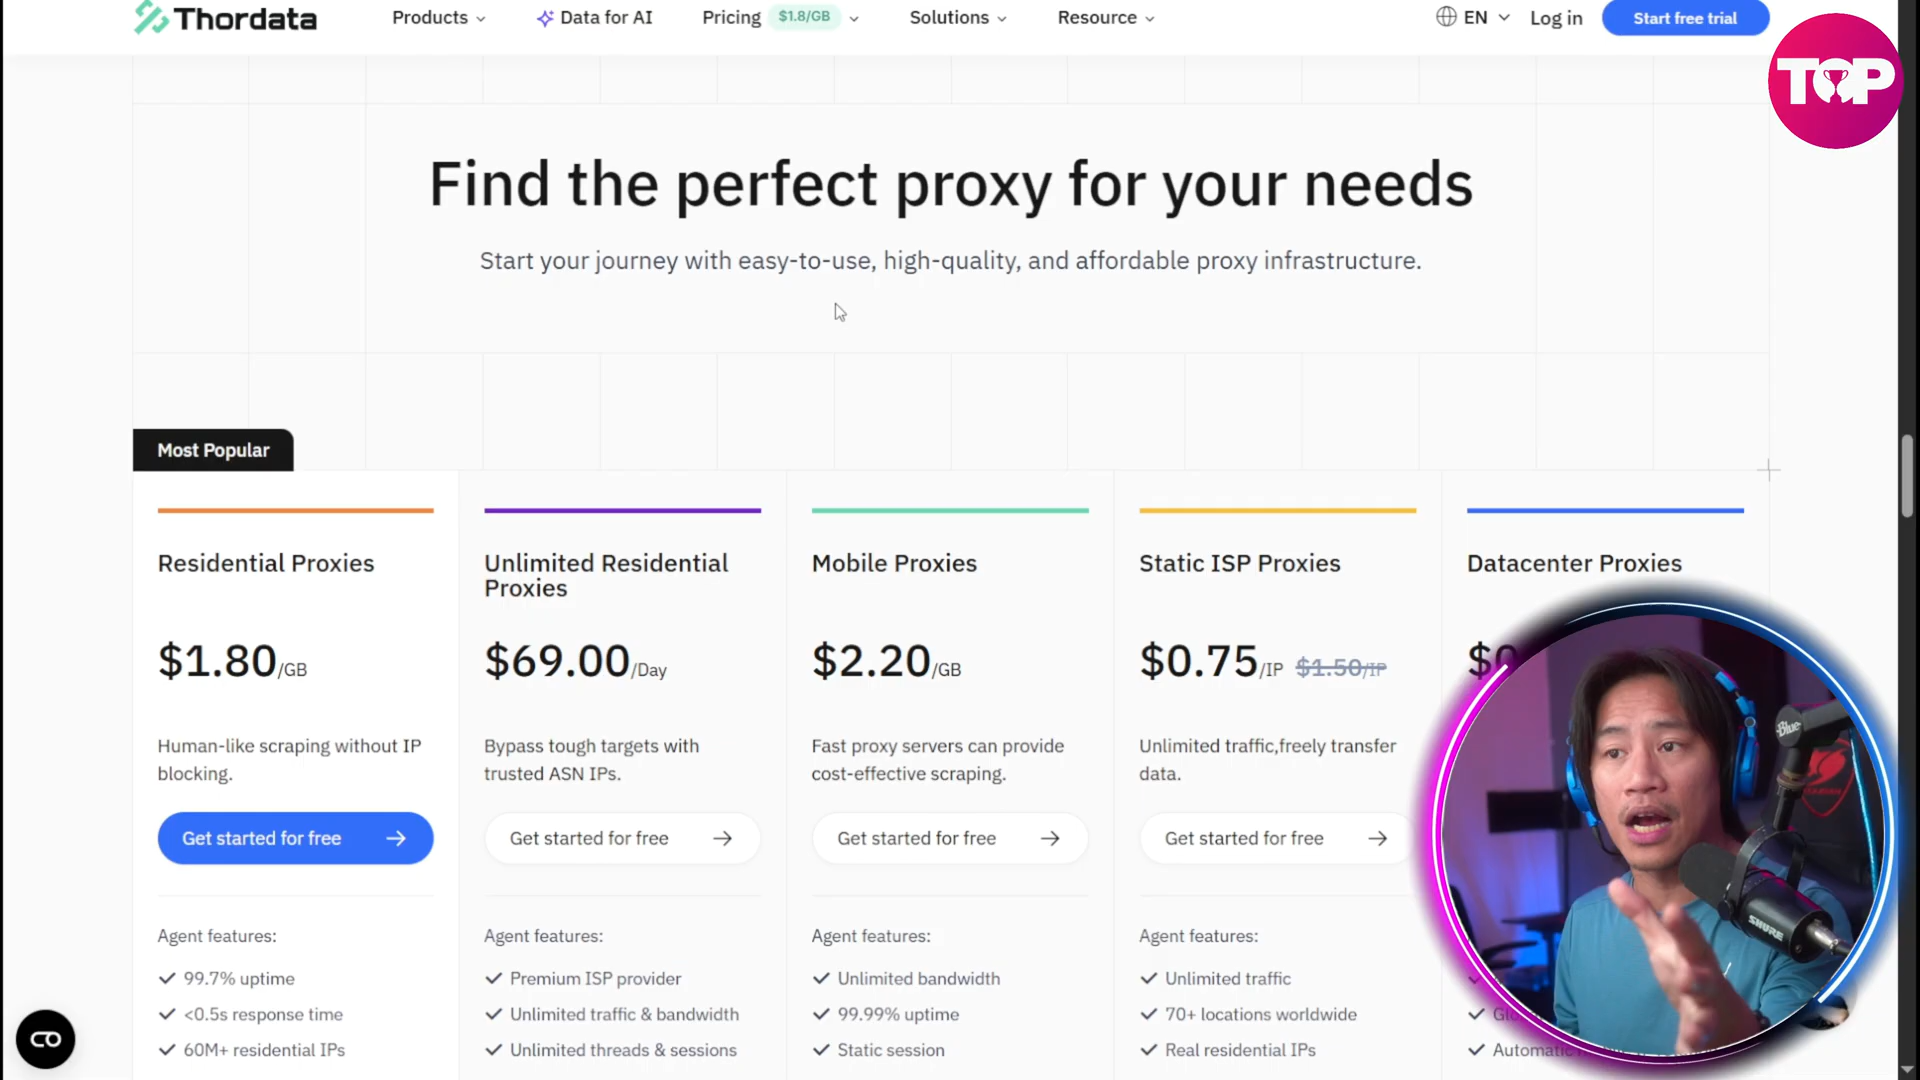 Thordata
Products
Data for AI
Pricing $1.8/GB
Solutions
Resource
EN
Log in
Start free trial
TOP
Find the perfect proxy for your needs
Start your journey with easy-to-use, high-quality, and affordable proxy infrastructure.
Most Popular
Residential Proxies
$1.80/GB
Human-like scraping without IP
blocking.
Get started for free
Agent features:
99.7% uptime
<0.5s response time
60M+ residential IPs
Unlimited Residential
Proxies
$69.00/Day
Bypass tough targets with
trusted ASN IPs.
Get started for free
Agent features:
Premium ISP provider
Unlimited traffic & bandwidth
Unlimited threads & sessions
Mobile Proxies
$2.20/GB
Fast proxy servers can provide
cost-effective scraping.
Get started for free
Agent features:
Unlimited bandwidth
99.99% uptime
Static session
Static ISP Proxies
$0.75/IP $1.50/IP
Unlimited traffic,freely transfer
data.
Get started for free
Agent features:
Unlimited traffic
70+ locations worldwide
Real residential IPs
Datacenter Proxies
Blue
SHURE